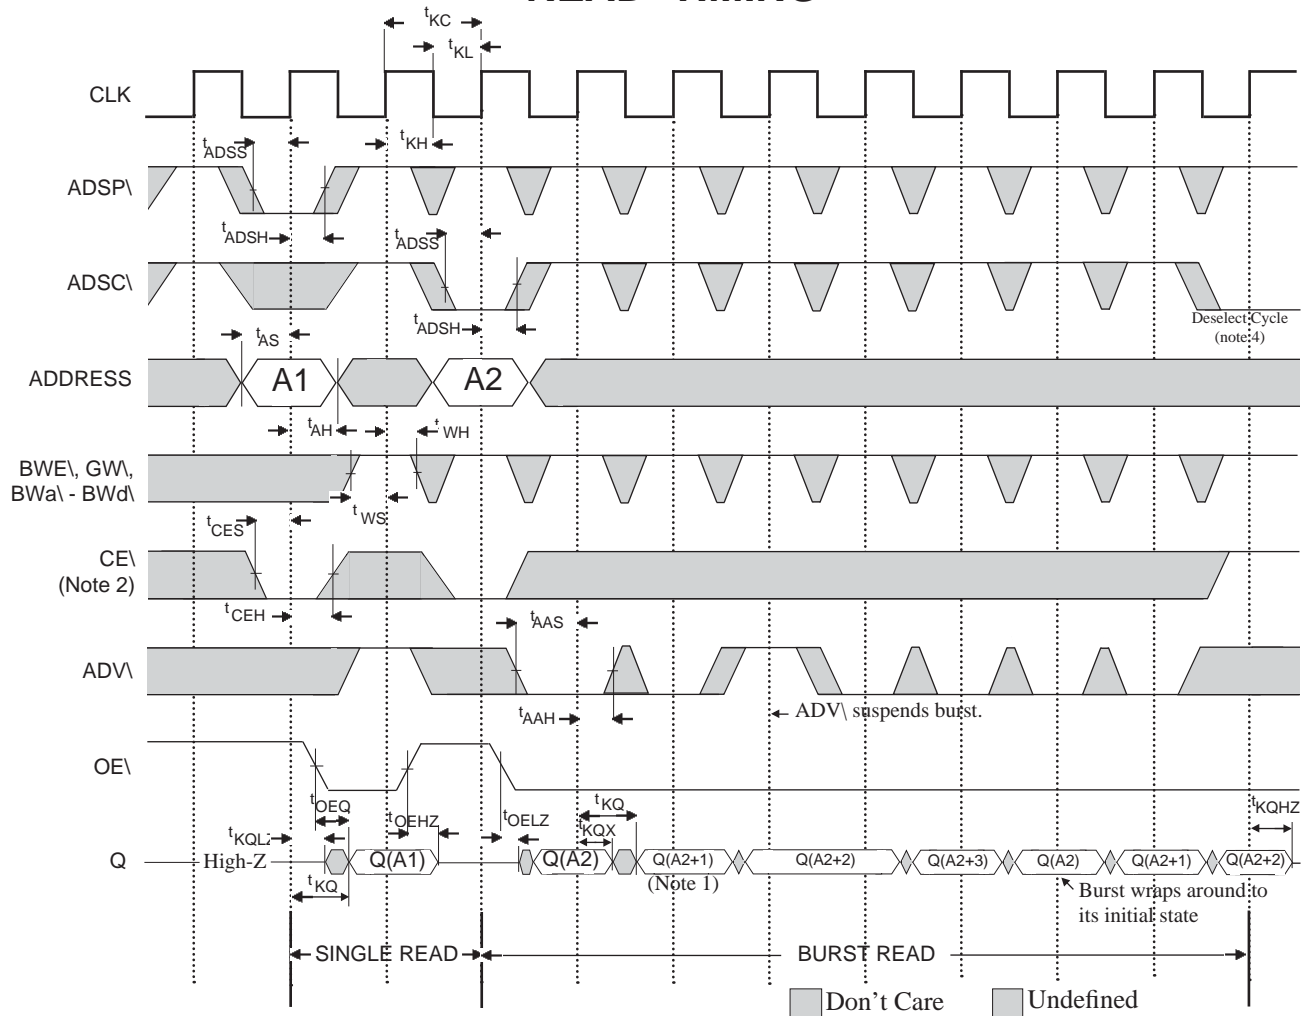 READ TIMING
tKC
tKL
CLK
tADSS
tKH
ADSP\
tADSH
tADSS
ADSC\
tADSH
Deselect Cycle
(note 4)
tAS
ADDRESS
A1
A2
tAH
tWH
BWE\, GW\,
BWa\ - BWd\
tWS
tCES
CE\
(Note 2)
tCEH
tAAS
ADV\
tAAH
ADV\ suspends burst.
OE\
tOEQ
tKQ
tKQHZ
tKQLZ
tOEHZ
tOELZ
tKQX
Q
High-Z
Q(A1)
Q(A2)
Q(A2+1)
Q(A2+2)
Q(A2+3)
Q(A2)
Q(A2+1)
Q(A2+2)
(Note 1)
tKQ
Burst wraps around to
its initial state
SINGLE READ
BURST READ
Don't Care
Undefined